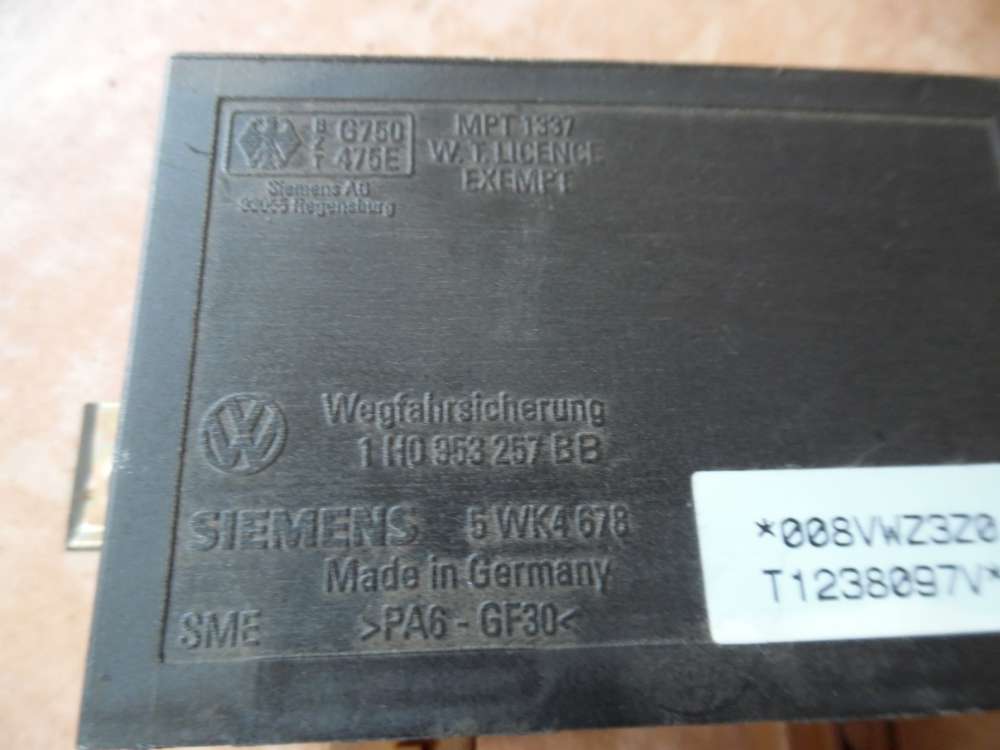 BZT G750
475E
Siemens AG
93055 Regensburg
MPT 1337
W. T. LICENCE
EXEMPT
Wegfahrsicherung
1 H0 953 257 BB
SIEMENS 5 WK4 678
Made in Germany
SME >PA6 - GF30<
*008VWZ3Z0
T1238097V*